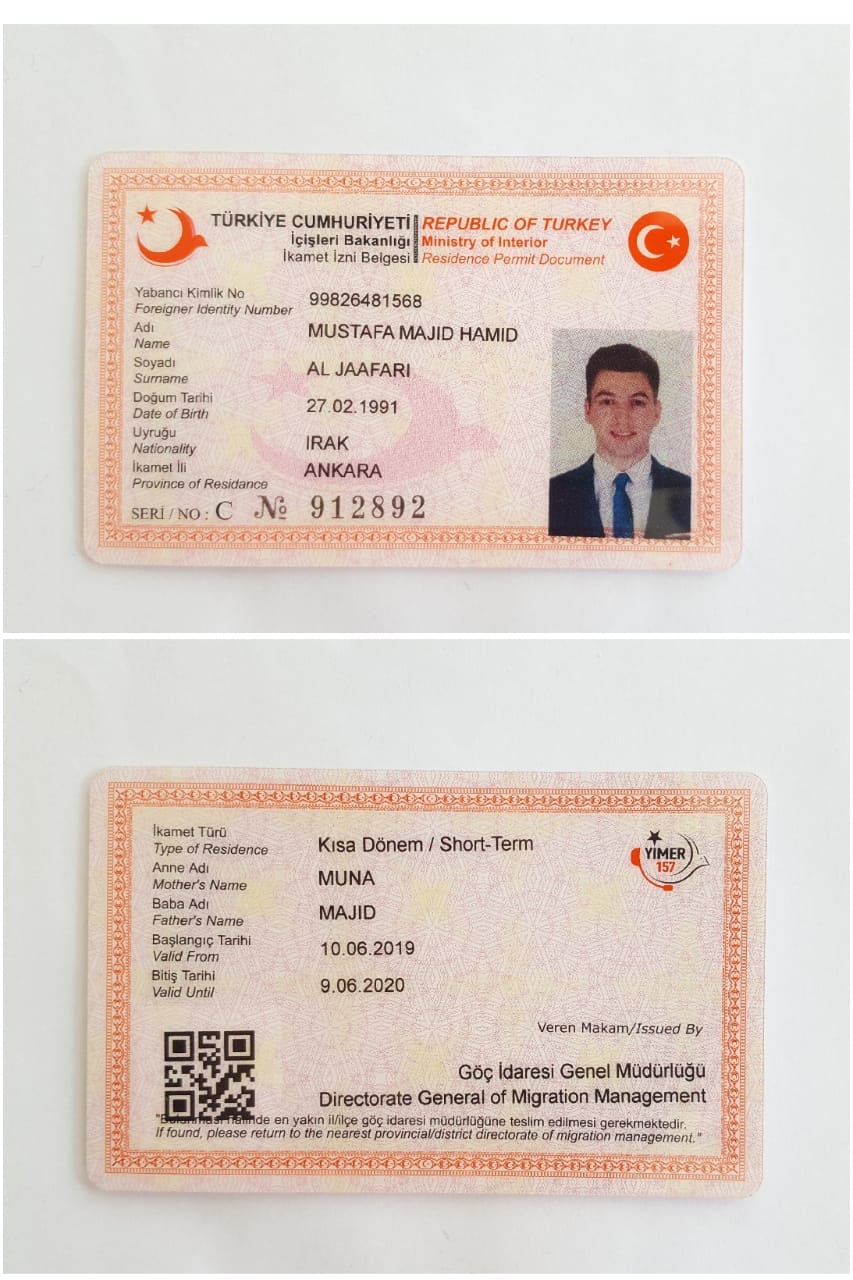 TÜRKİYE CUMHURİYETİ REPUBLIC OF TURKEY
İçişleri Bakanlığı Ministry of Interior
İkamet İzni Belgesi Residence Permit Document
Yabancı Kimlik No
Foreigner Identity Number 99826481568
Adı
Name MUSTAFA MAJID HAMID
Soyadı
Surname AL JAAFARI
Doğum Tarihi
Date of Birth 27.02.1991
Uyruğu
Nationality IRAK
İkamet İli
Province of Residance ANKARA
SERİ / NO : C № 912892
İkamet Türü
Type of Residence Kısa Dönem / Short-Term
Anne Adı
Mother's Name MUNA
Baba Adı
Father's Name MAJID
Başlangıç Tarihi
Valid From 10.06.2019
Bitiş Tarihi
Valid Until 9.06.2020
YİMER
157
Veren Makam/Issued By
Göç İdaresi Genel Müdürlüğü
Directorate General of Migration Management
en yakın il/ilçe göç idaresi müdürlüğüne teslim edilmesi gerekmektedir.
If found, please return to the nearest provincial/district directorate of migration management."